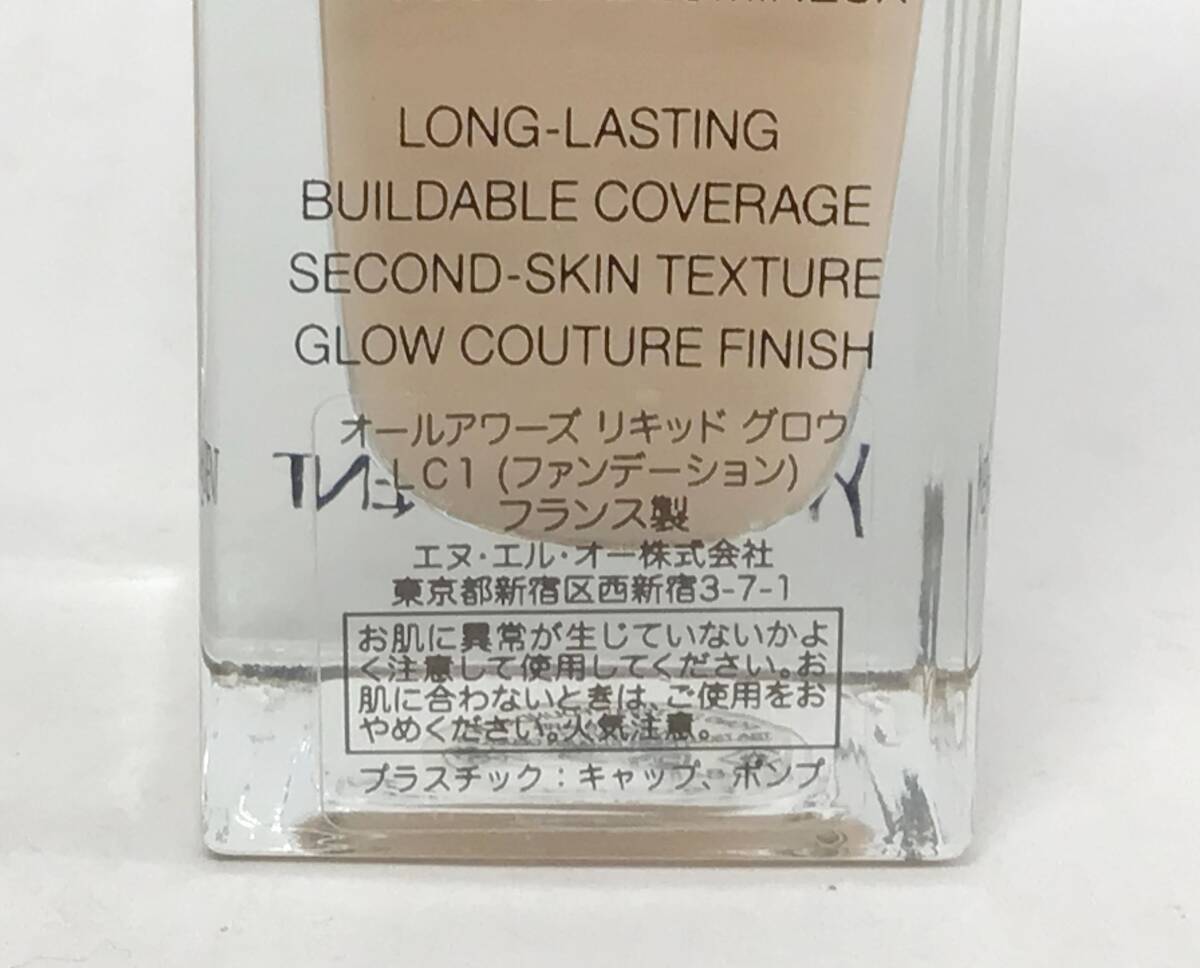 LONG-LASTING
BUILDABLE COVERAGE
SECOND-SKIN TEXTURE
GLOW COUTURE FINISH
オールアワーズ リキッド グロウ
LC1 (ファンデーション)
フランス製
エヌ・エル・オー株式会社
東京都新宿区西新宿3-7-1
お肌に異常が生じていないかよ
く注意して使用してください。お
肌に合わないときは、ご使用をお
やめください。火気注意。
プラスチック：キャップ、ポンプ